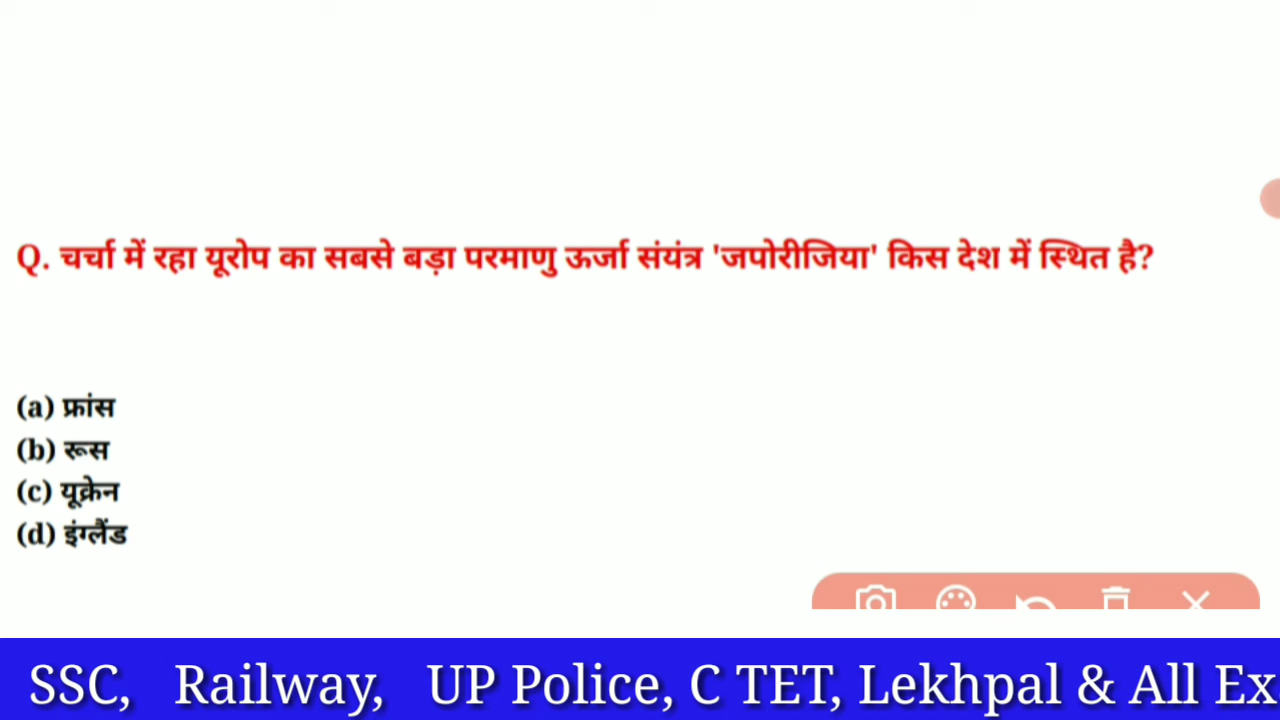 Q. चर्चा में रहा यूरोप का सबसे बड़ा परमाणु ऊर्जा संयंत्र 'जपोरीजिया' किस देश में स्थित है?
(a) फ्रांस
(b) रूस
(c) यूक्रेन
(d) इंग्लैंड
SSC, Railway, UP Police, C TET, Lekhpal & All Ex